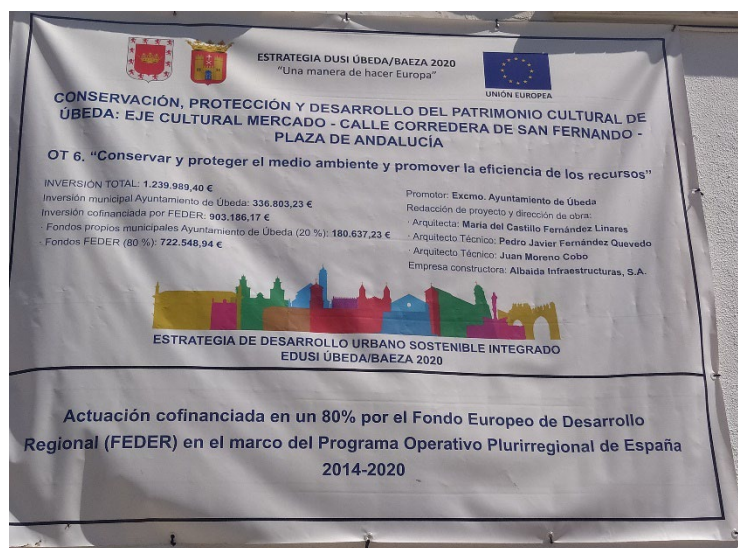 ESTRATEGIA DUSI ÚBEDA/BAEZA 2020
"Una manera de hacer Europa"
UNIÓN EUROPEA
CONSERVACIÓN, PROTECCIÓN Y DESARROLLO DEL PATRIMONIO CULTURAL DE
ÚBEDA: EJE CULTURAL MERCADO - CALLE CORREDERA DE SAN FERNANDO -
PLAZA DE ANDALUCÍA
OT 6. "Conservar y proteger el medio ambiente y promover la eficiencia de los recursos"
INVERSIÓN TOTAL: 1.239.989,40 €
Inversión municipal Ayuntamiento de Úbeda: 336.803,23 €
Inversión cofinanciada por FEDER: 903.186,17 €
· Fondos propios municipales Ayuntamiento de Úbeda (20 %): 180.637,23 €
· Fondos FEDER (80 %): 722.548,94 €
Promotor: Excmo. Ayuntamiento de Úbeda
Redacción de proyecto y dirección de obra:
· Arquitecta: María del Castillo Fernández Linares
· Arquitecto Técnico: Pedro Javier Fernández Quevedo
· Arquitecto Técnico: Juan Moreno Cobo
Empresa constructora: Albaida Infraestructuras, S.A.
ESTRATEGIA DE DESARROLLO URBANO SOSTENIBLE INTEGRADO
EDUSI ÚBEDA/BAEZA 2020
Actuación cofinanciada en un 80% por el Fondo Europeo de Desarrollo
Regional (FEDER) en el marco del Programa Operativo Plurirregional de España
2014-2020